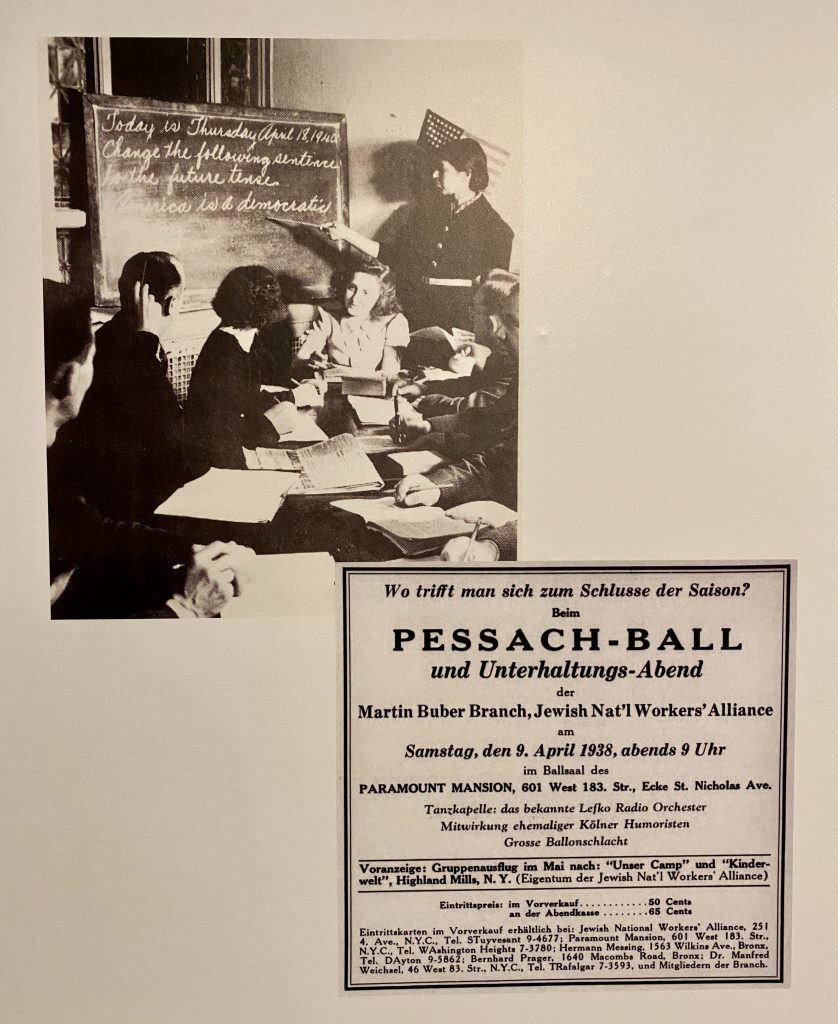 Today is Thursday April 18, 1940
Change the following sentence
to the future tense
America is a democratic
Wo trifft man sich zum Schlusse der Saison?
Beim
PESSACH-BALL
und Unterhaltungs-Abend
der
Martin Buber Branch, Jewish Nat'l Workers' Alliance
am
Samstag, den 9. April 1938, abends 9 Uhr
im Ballsaal des
PARAMOUNT MANSION, 601 West 183. Str., Ecke St. Nicholas Ave.
Tanzkapelle: das bekannte Lefko Radio Orchester
Mitwirkung ehemaliger Kölner Humoristen
Grosse Ballonschlacht
Voranzeige: Gruppenausflug im Mai nach: "Unser Camp" und "Kinder-
welt", Highland Mills, N. Y. (Eigentum der Jewish Nat'l Workers' Alliance)
Eintrittspreis: im Vorverkauf............50 Cents
an der Abendkasse ........65 Cents
Eintrittskarten im Vorverkauf erhältlich bei: Jewish National Workers' Alliance, 251
4. Ave., N.Y.C., Tel. STuyvesant 9-4677; Paramount Mansion, 601 West 183. Str.,
N.Y.C., Tel. WAshington Heights 7-3780; Hermann Messing, 1563 Wilkins Ave., Bronx,
Tel. DAyton 9-5862; Bernhard Prager, 1640 Macombs Road, Bronx; Dr. Manfred
Weichsel, 46 West 83. Str., N.Y.C., Tel. TRafalgar 7-3593, und Mitgliedern der Branch.